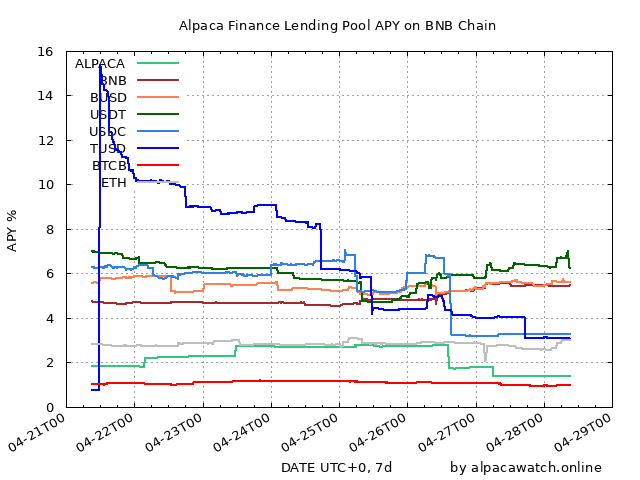 Alpaca Finance Lending Pool APY on BNB Chain
16
14
12
10
8
6
4
2
0
APY %
ALPACA
BNB
BUSD
USDT
USDC
TUSD
BTCB
ETH
04-21T00
04-22T00
04-23T00
04-24T00
04-25T00
04-26T00
04-27T00
04-28T00
04-29T00
DATE UTC+0, 7d
by alpacawatch.online